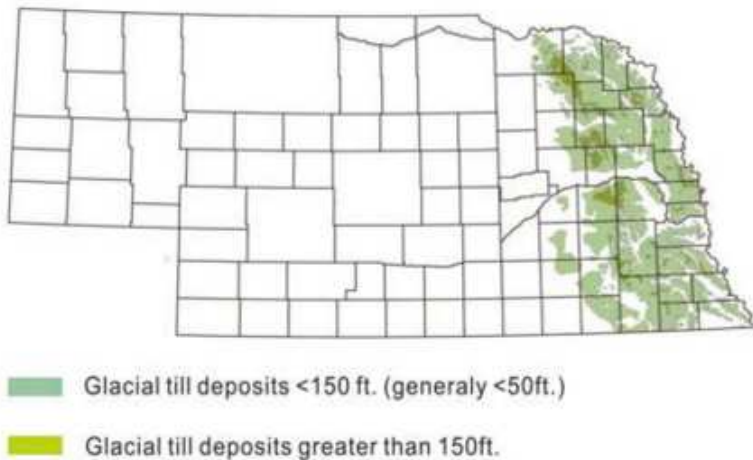 Glacial till deposits <150 ft. (generaly <50ft.)
Glacial till deposits greater than 150ft.